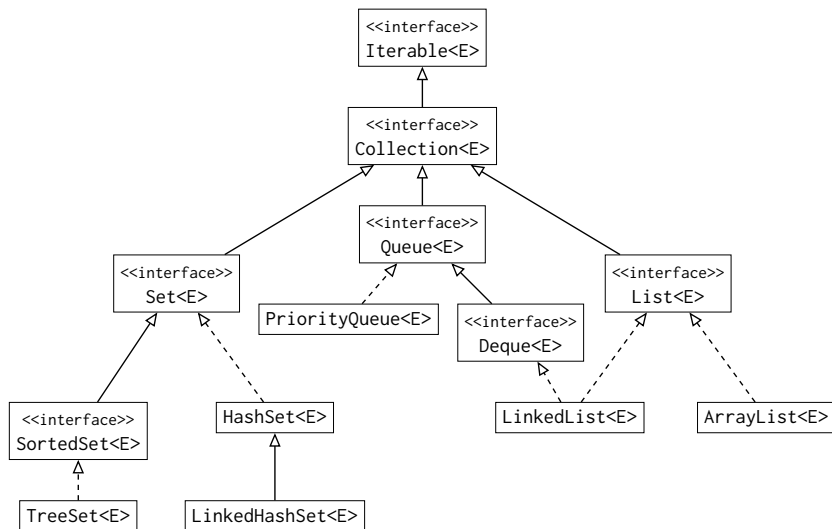 <<interface>>
Iterable<E>
<<interface>>
Collection<E>
<<interface>>
Queue<E>
<<interface>>
Set<E>
<<interface>>
List<E>
PriorityQueue<E>
<<interface>>
Deque<E>
<<interface>>
SortedSet<E>
HashSet<E>
LinkedList<E>
ArrayList<E>
TreeSet<E>
LinkedHashSet<E>